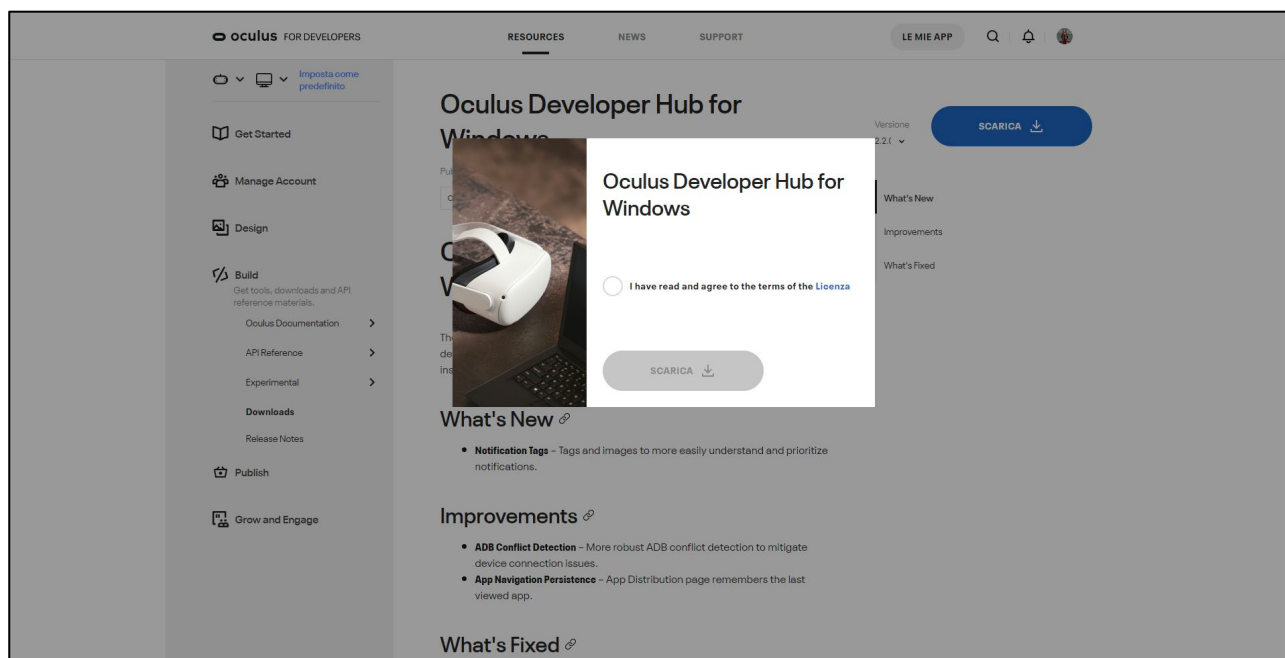 oculus FOR DEVELOPERS
RESOURCES
NEWS
SUPPORT
LE MIE APP
Imposta come
predefinito
Get Started
Manage Account
Design
Build
Get tools, downloads and API
reference materials.
Oculus Documentation
API Reference
Experimental
Downloads
Release Notes
Publish
Grow and Engage
Oculus Developer Hub for
Windows
Versione
SCARICA
What's New
Improvements
What's Fixed
Oculus Developer Hub for
Windows
I have read and agree to the terms of the Licenza
SCARICA
What's New
Notification Tags – Tags and images to more easily understand and prioritize
notifications.
Improvements
ADB Conflict Detection – More robust ADB conflict detection to mitigate
device connection issues.
App Navigation Persistence – App Distribution page remembers the last
viewed app.
What's Fixed